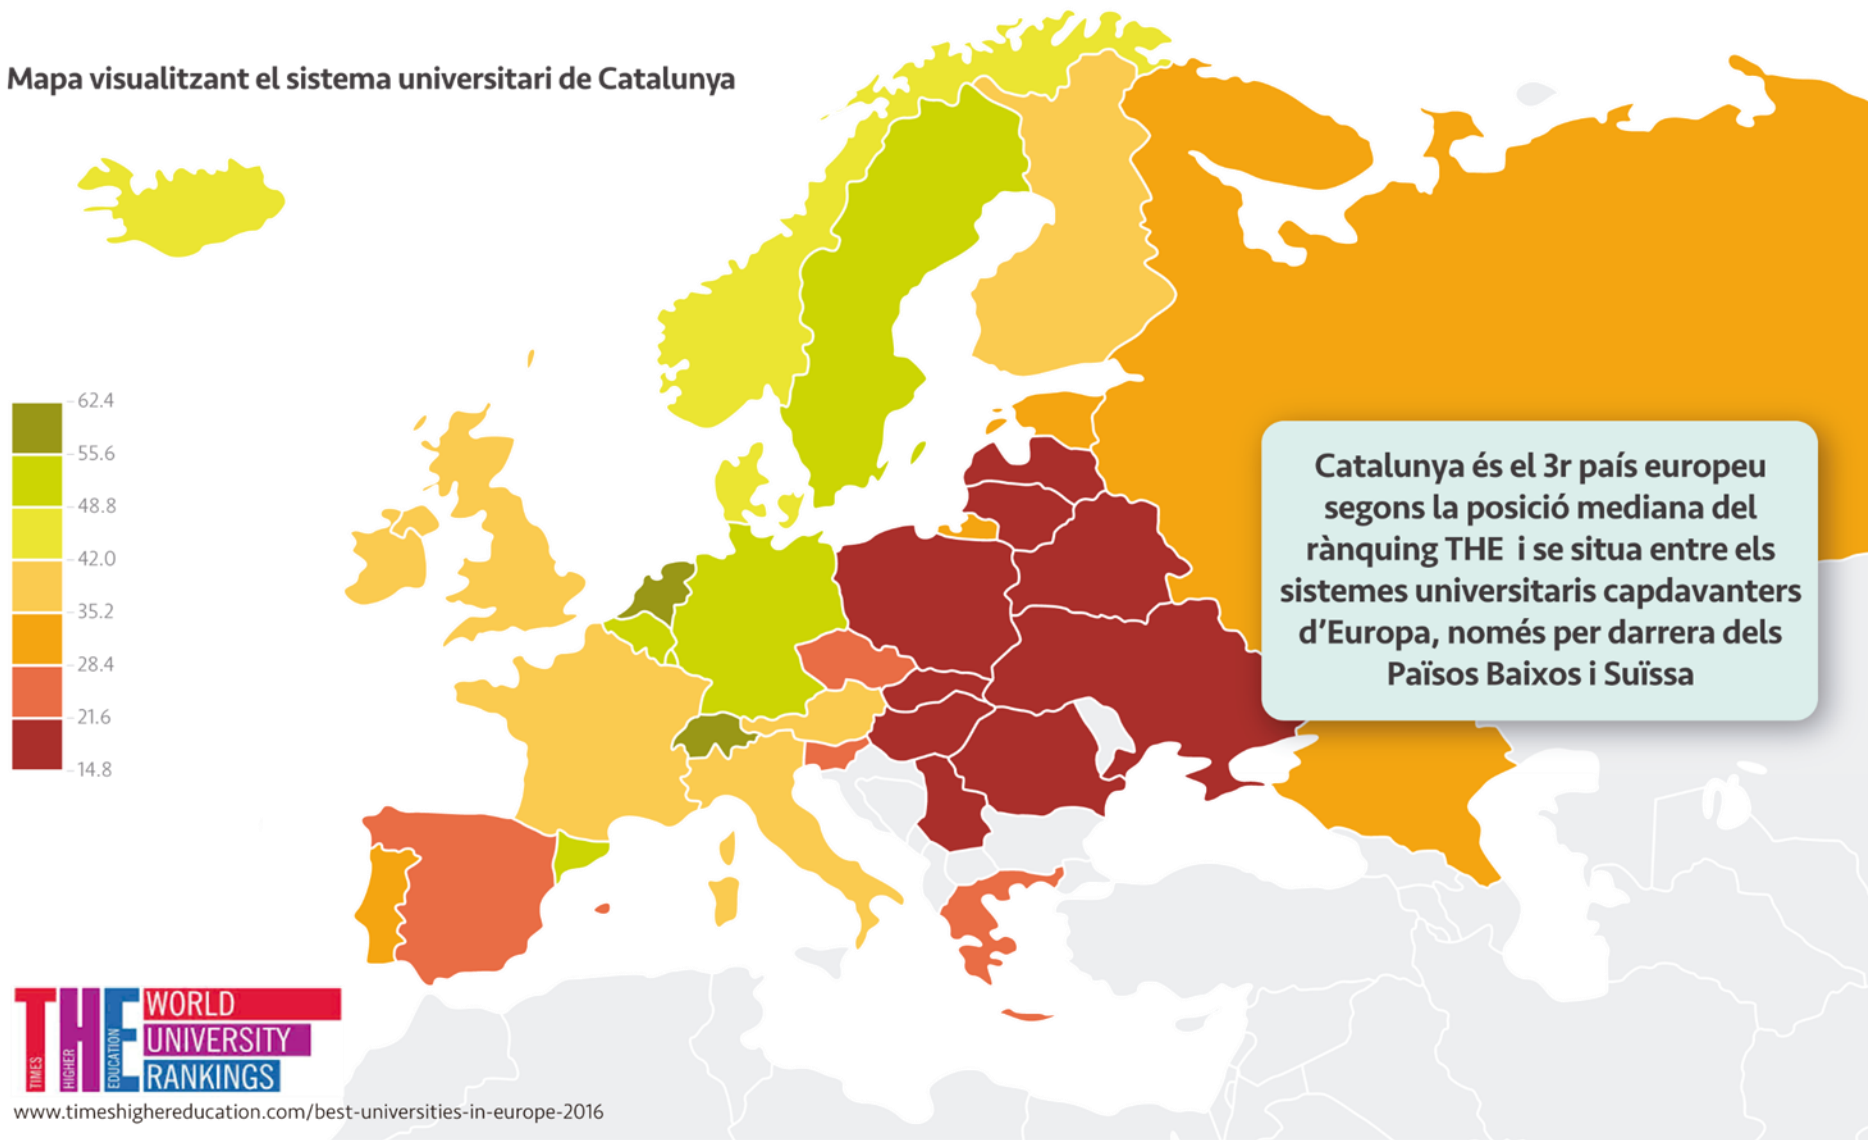 Mapa visualitzant el sistema universitari de Catalunya
62.4
55.6
48.8
42.0
35.2
28.4
21.6
14.8
Catalunya és el 3r país europeu
segons la posició mediana del
rànquing THE i se situa entre els
sistemes universitaris capdavanters
d’Europa, només per darrera dels
Països Baixos i Suïssa
THE
TIMES
HIGHER
EDUCATION
WORLD
UNIVERSITY
RANKINGS
www.timeshighereducation.com/best-universities-in-europe-2016